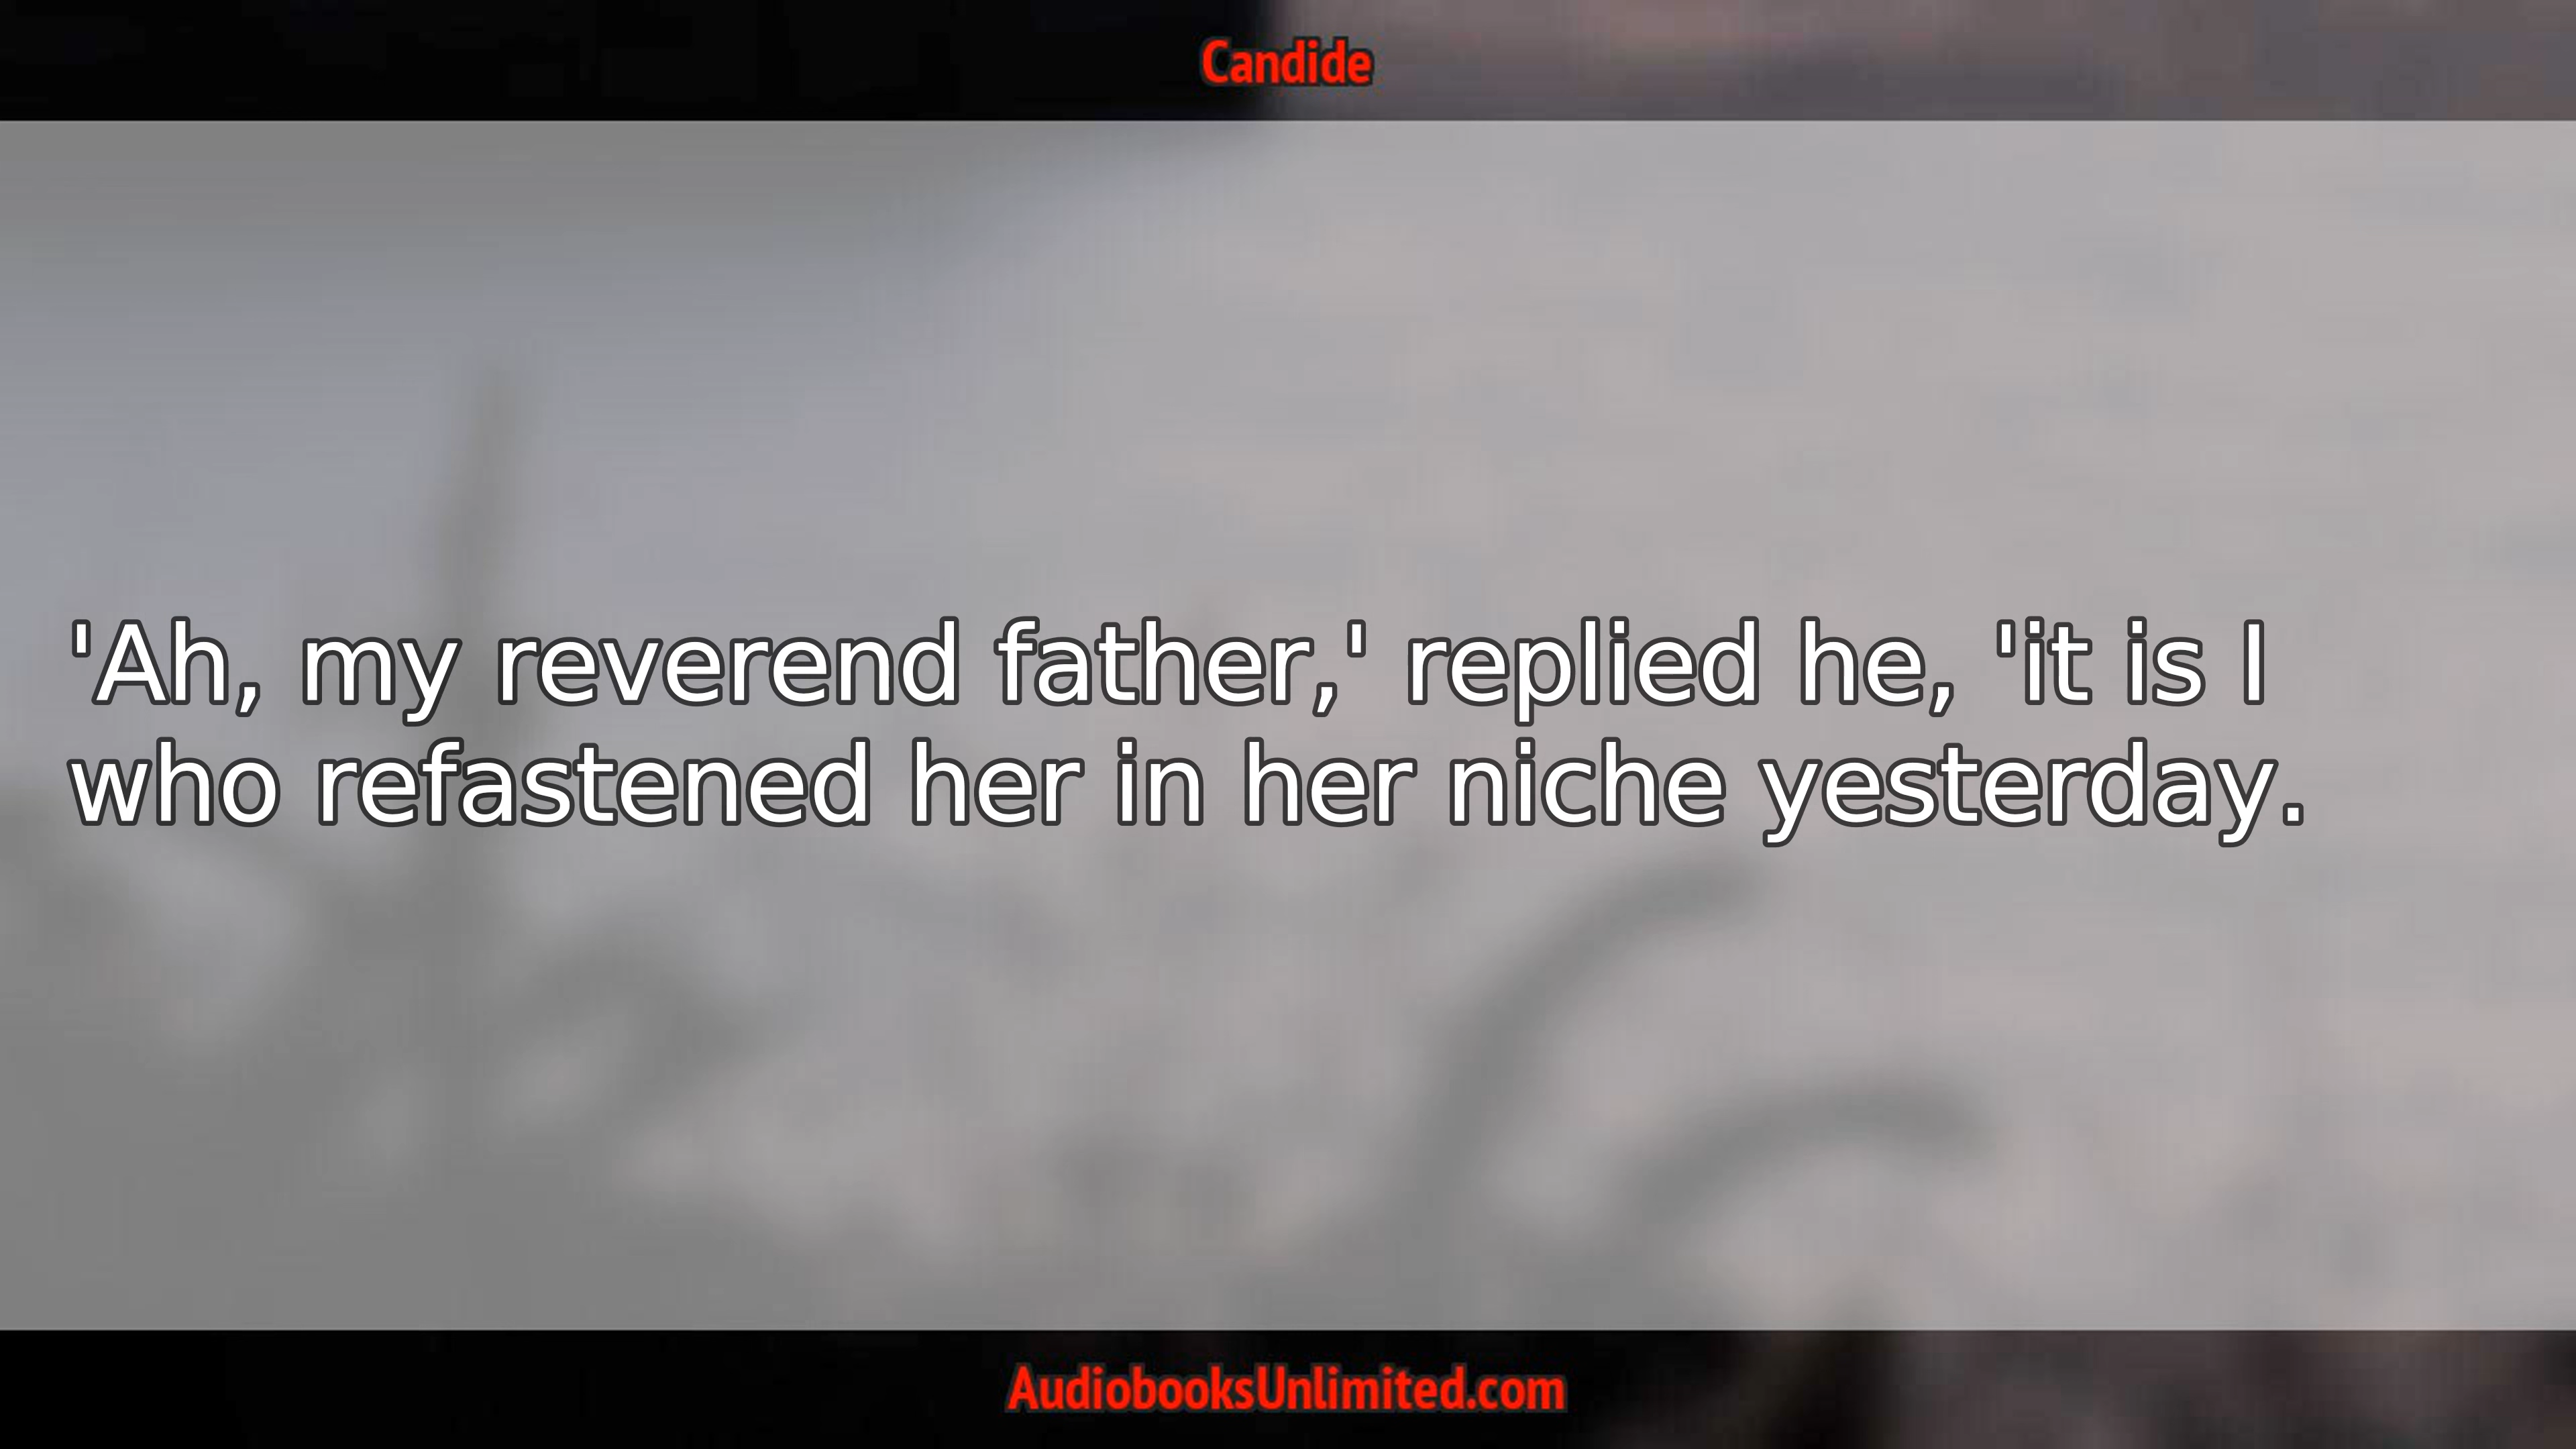 Candide
'Ah, my reverend father,' replied he, 'it is I
who refastened her in her niche yesterday.
AudiobooksUnlimited.com